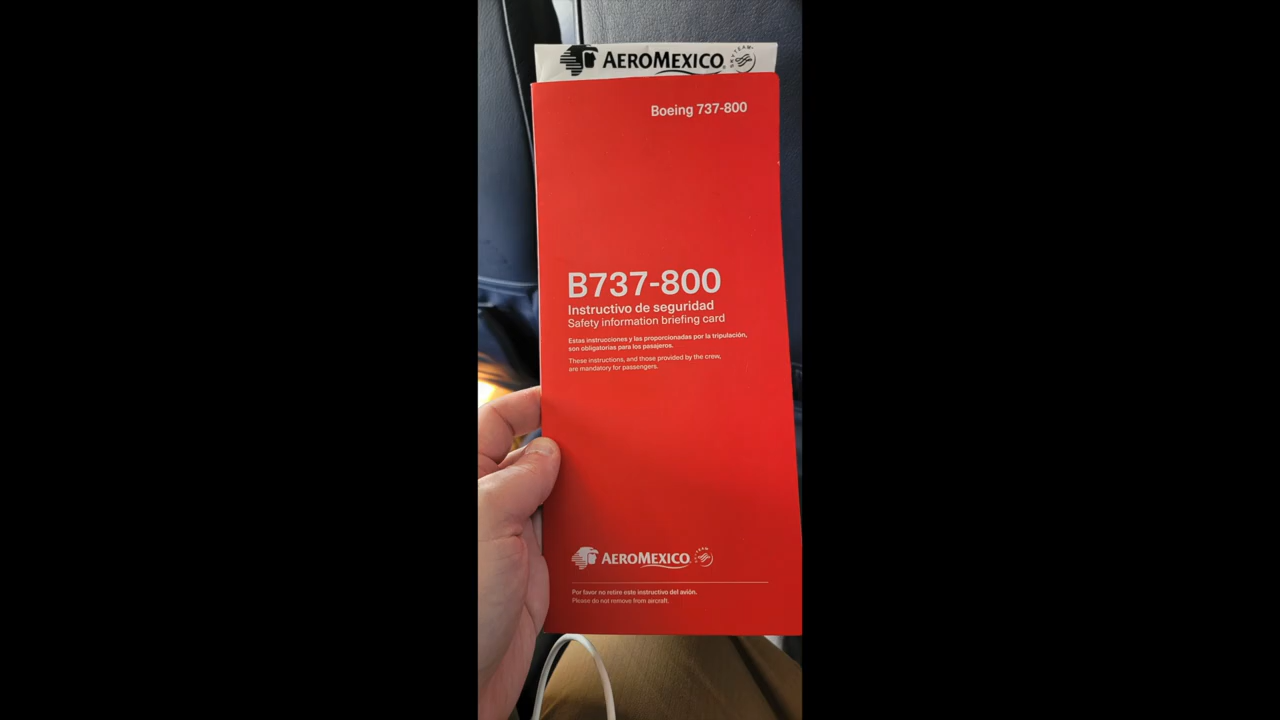 AEROMEXICO
SKYTEAM
Boeing 737-800
B737-800
Instructivo de seguridad
Safety information briefing card
Estas instrucciones y las proporcionadas por la tripulación,
son obligatorias para los pasajeros.
These instructions, and those provided by the crew,
are mandatory for passengers.
AEROMEXICO
Por favor no retire este instructivo del avión.
Please do not remove from aircraft.